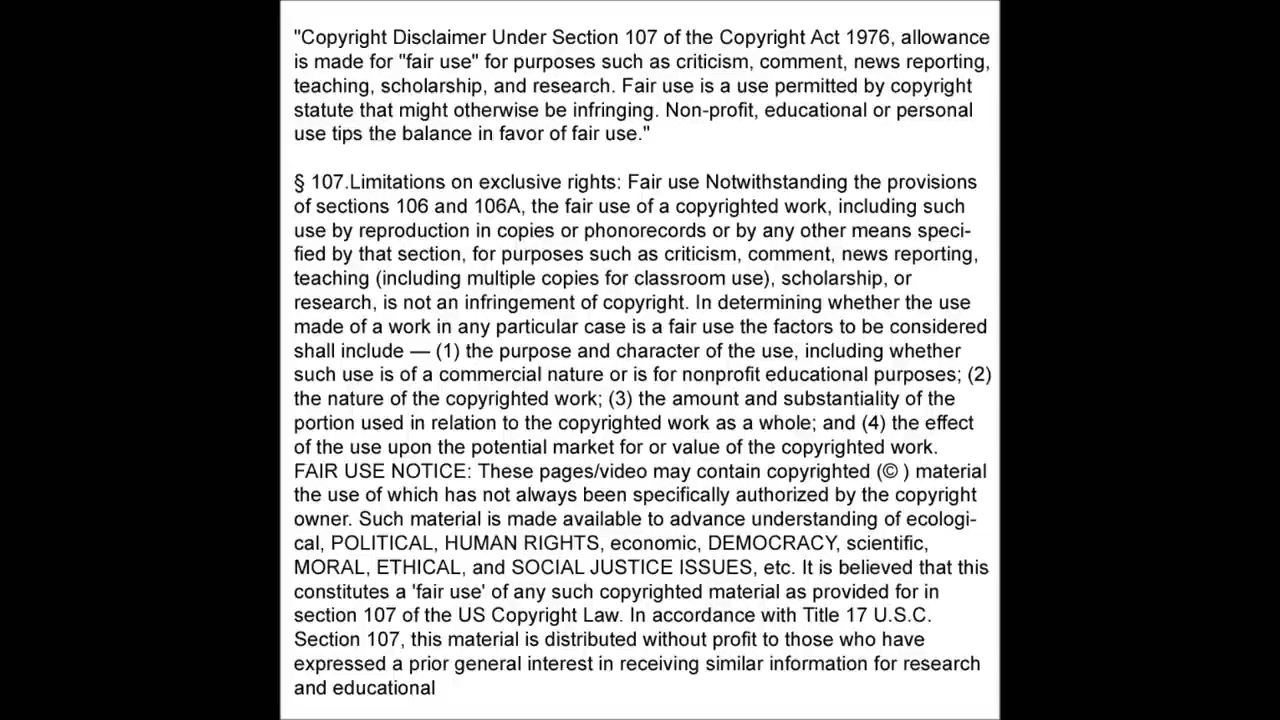 "Copyright Disclaimer Under Section 107 of the Copyright Act 1976, allowance
is made for "fair use" for purposes such as criticism, comment, news reporting,
teaching, scholarship, and research. Fair use is a use permitted by copyright
statute that might otherwise be infringing. Non-profit, educational or personal
use tips the balance in favor of fair use."
§ 107.Limitations on exclusive rights: Fair use Notwithstanding the provisions
of sections 106 and 106A, the fair use of a copyrighted work, including such
use by reproduction in copies or phonorecords or by any other means speci-
fied by that section, for purposes such as criticism, comment, news reporting,
teaching (including multiple copies for classroom use), scholarship, or
research, is not an infringement of copyright. In determining whether the use
made of a work in any particular case is a fair use the factors to be considered
shall include — (1) the purpose and character of the use, including whether
such use is of a commercial nature or is for nonprofit educational purposes; (2)
the nature of the copyrighted work; (3) the amount and substantiality of the
portion used in relation to the copyrighted work as a whole; and (4) the effect
of the use upon the potential market for or value of the copyrighted work.
FAIR USE NOTICE: These pages/video may contain copyrighted (© ) material
the use of which has not always been specifically authorized by the copyright
owner. Such material is made available to advance understanding of ecologi-
cal, POLITICAL, HUMAN RIGHTS, economic, DEMOCRACY, scientific,
MORAL, ETHICAL, and SOCIAL JUSTICE ISSUES, etc. It is believed that this
constitutes a 'fair use' of any such copyrighted material as provided for in
section 107 of the US Copyright Law. In accordance with Title 17 U.S.C.
Section 107, this material is distributed without profit to those who have
expressed a prior general interest in receiving similar information for research
and educational